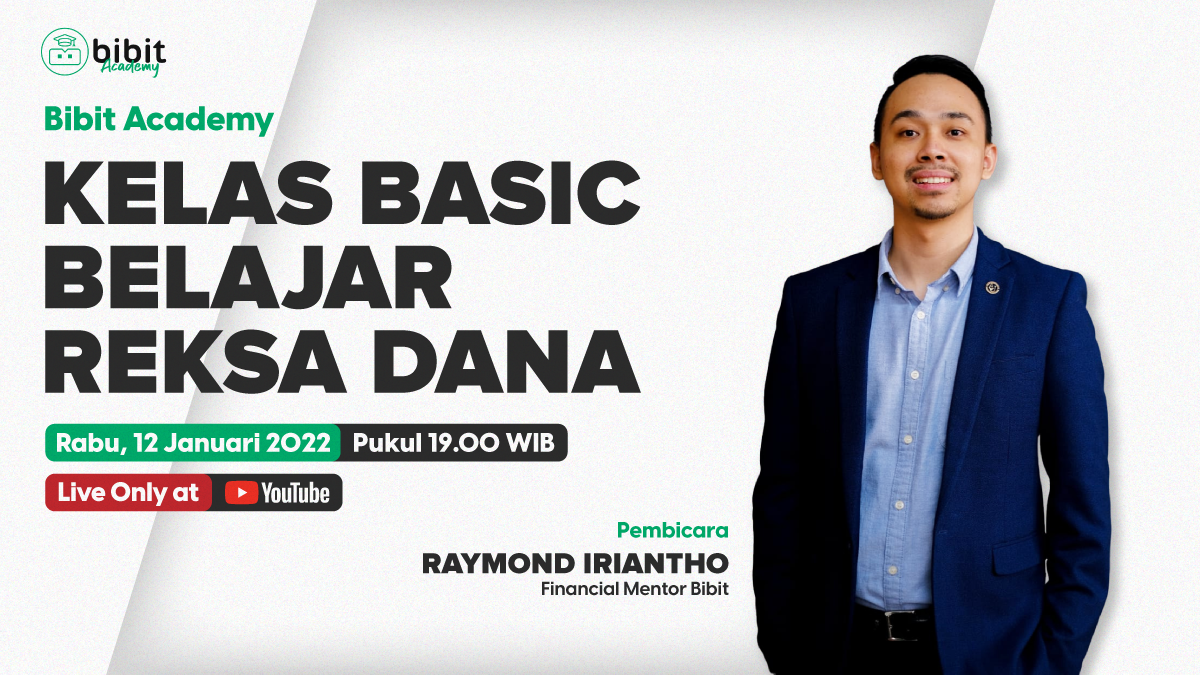 bibit
Academy
Bibit Academy
KELAS BASIC
BELAJAR
REKSA DANA
Rabu, 12 Januari 2022 Pukul 19.00 WIB
Live Only at YouTube
Pembicara
RAYMOND IRIANTHO
Financial Mentor Bibit